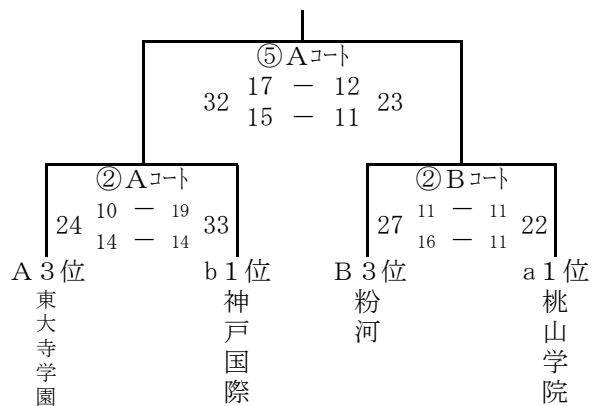 ⑤Aコート
32 17 － 12 23
15 － 11
②Aコート
24 10 － 19 33
14 － 14
②Bコート
27 11 － 11 22
16 － 11
A3位
東大寺学園
b1位
神戸国際
B3位
粉河
a1位
桃山学院